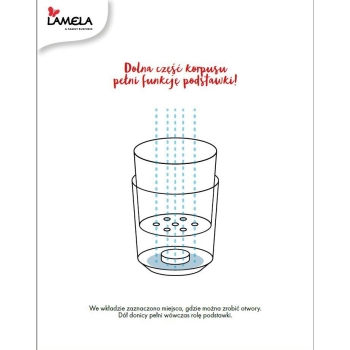 LAMELA
A FAMILY BUSINESS
Dolna część korpusu
pełni funkcję podstawki!
We wkładzie zaznaczono miejsca, gdzie można zrobić otwory.
Dół donicy pełni wówczas rolę podstawki.